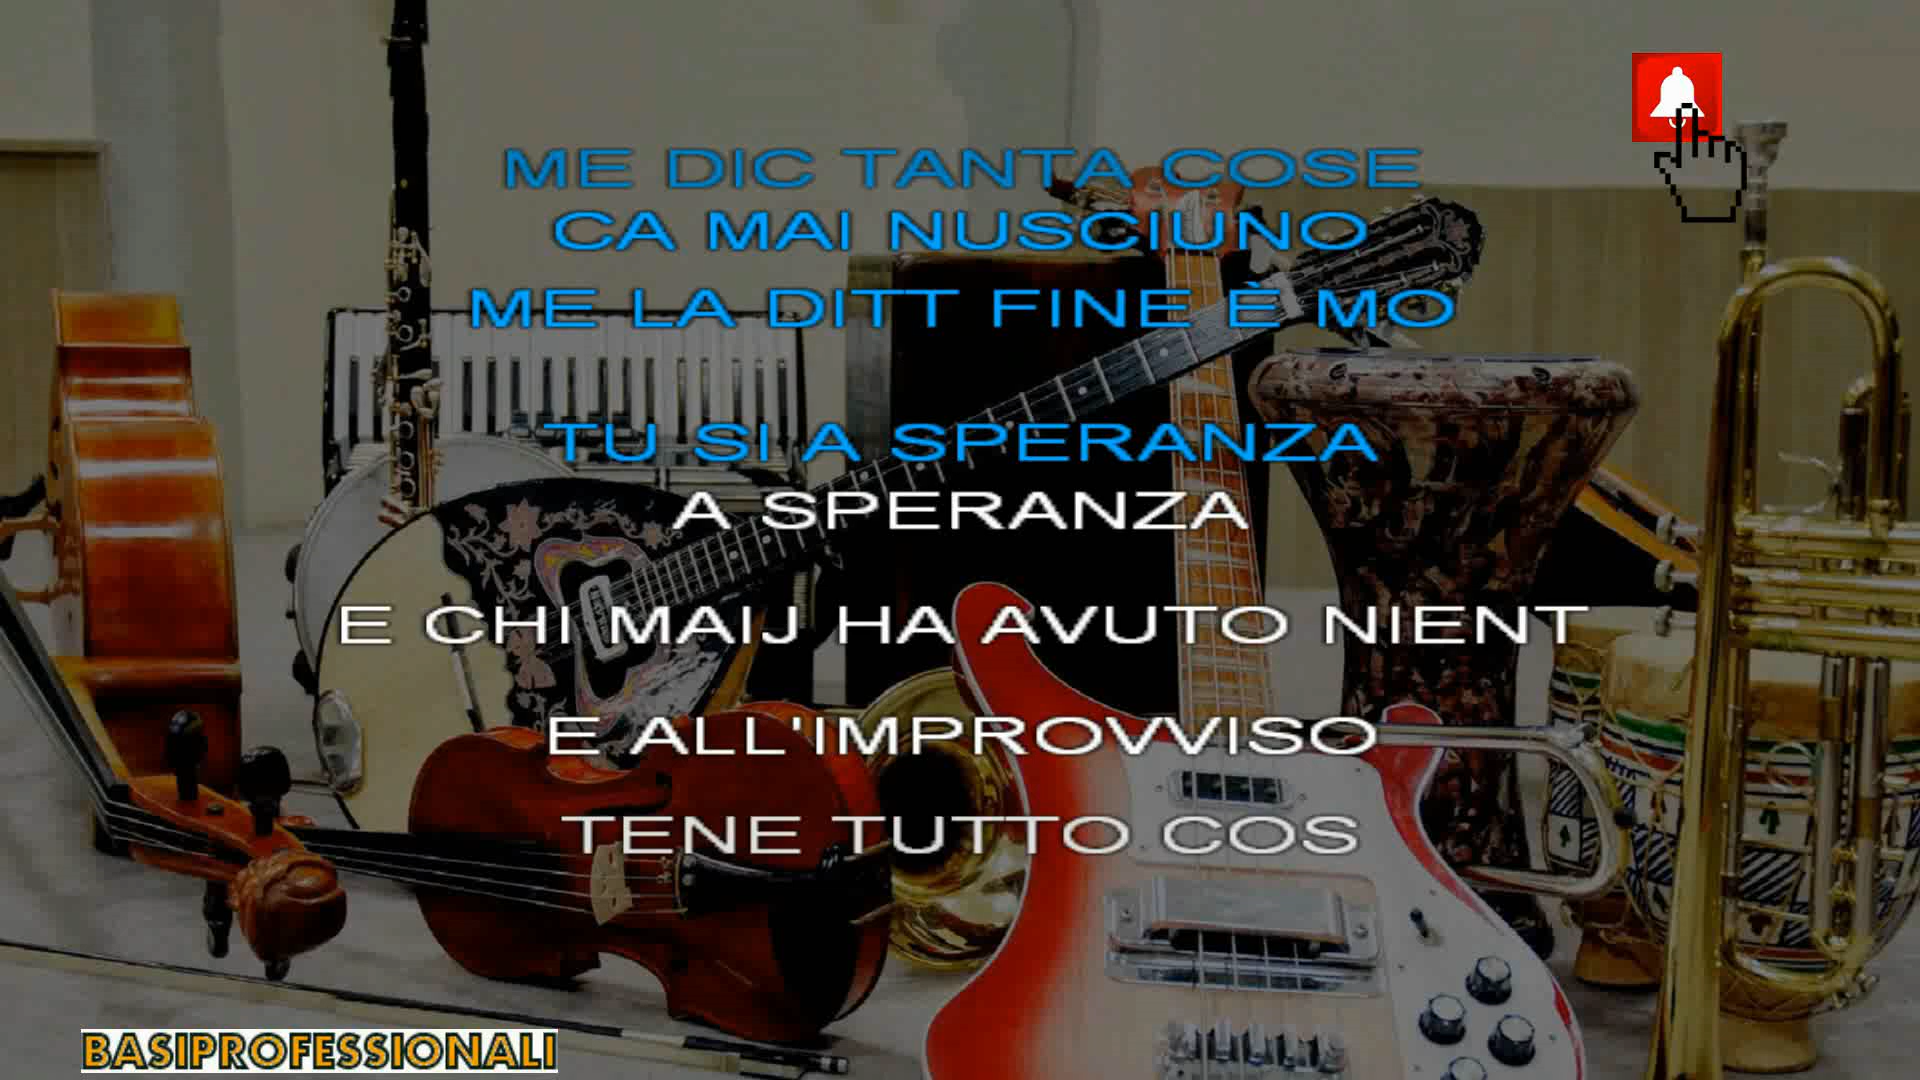 ME DIC TANTA COSE
CA MAI NUSCIUNO
ME LA DITT FINE È MO
TU SI A SPERANZA
A SPERANZA
E CHI MAIJ HA AVUTO NIENT
E ALL'IMPROVVISO
TENE TUTTO COS
BASIPROFESSIONALI